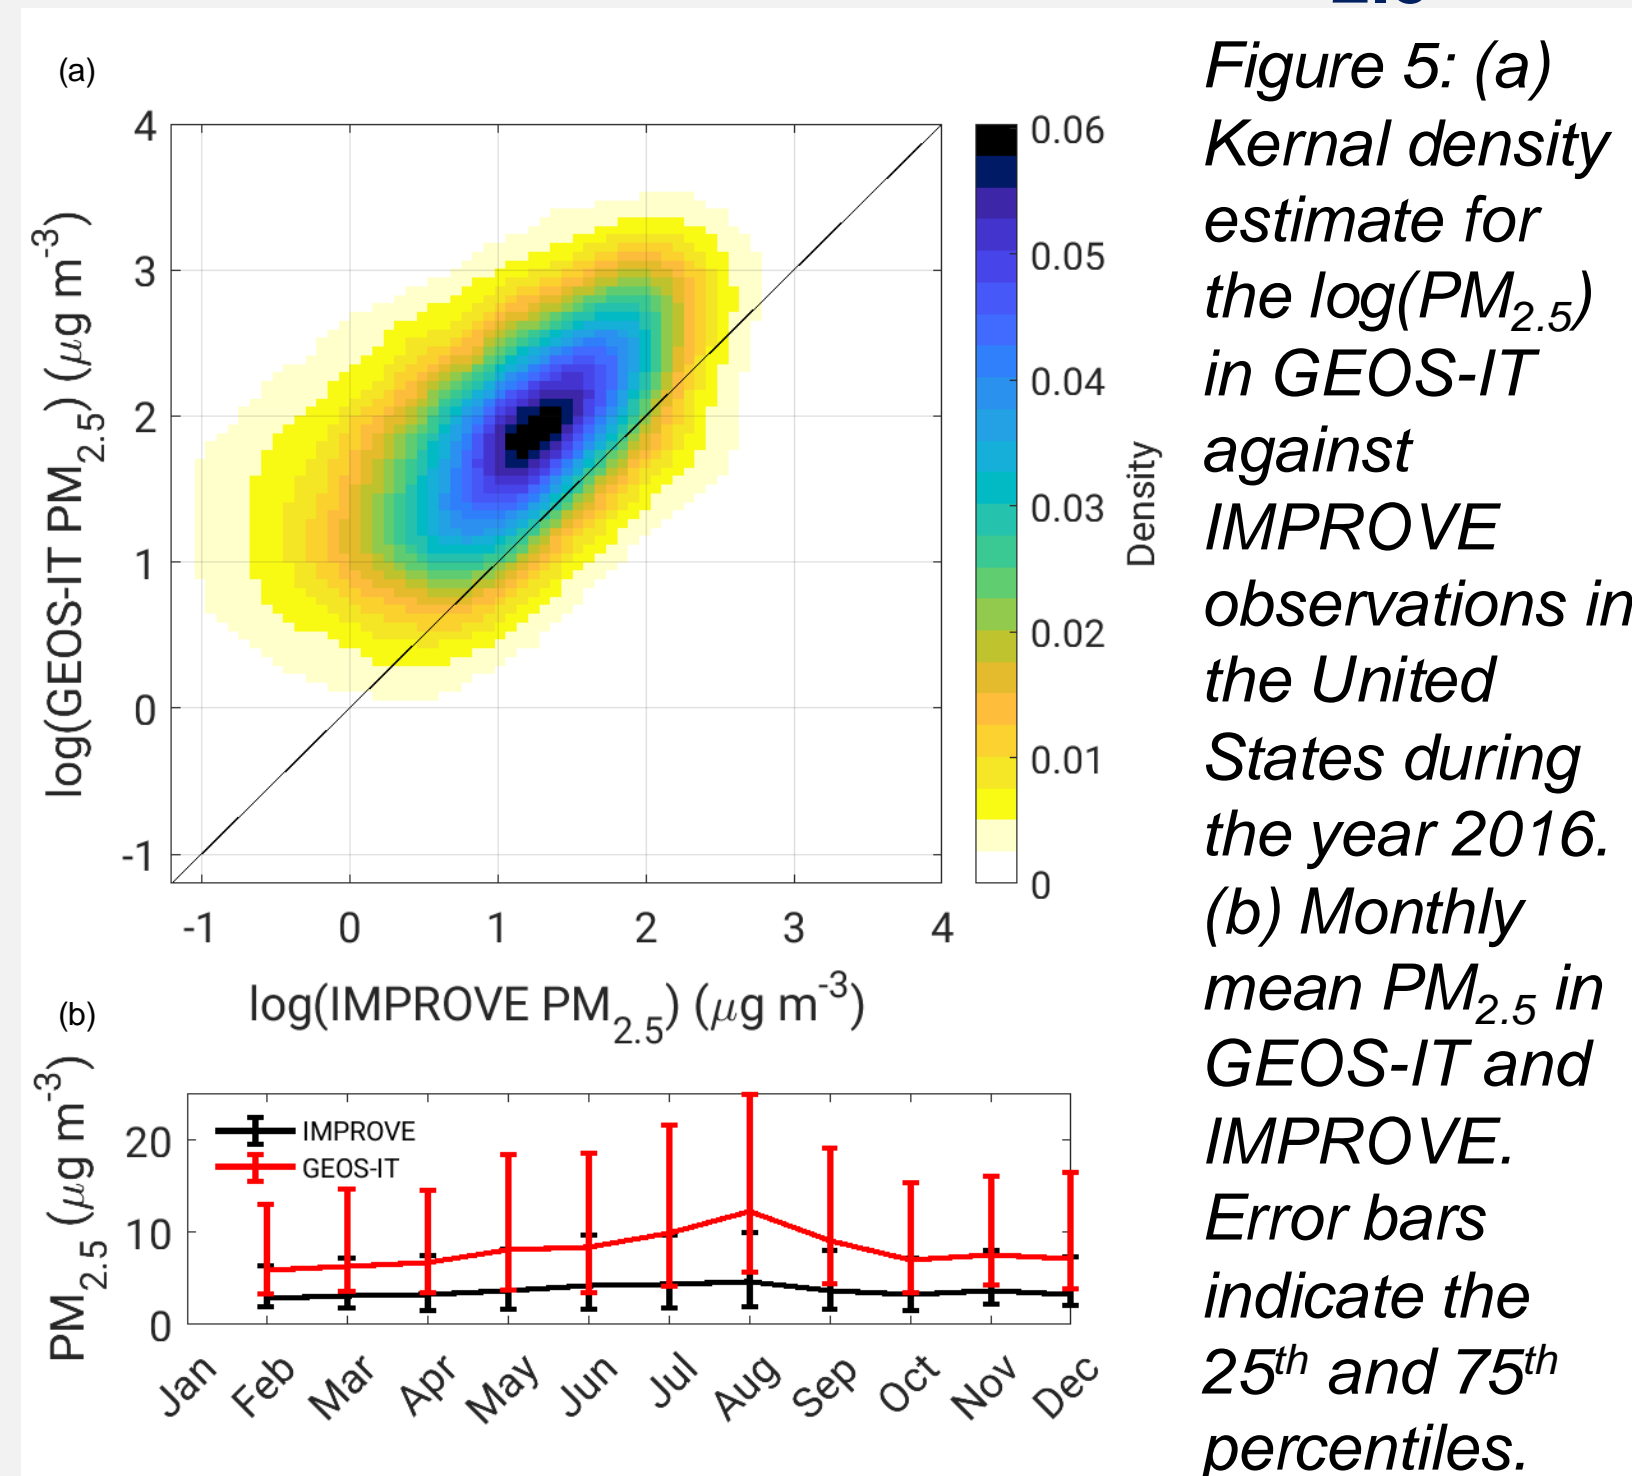 2.5
(a)
4
3
2
1
0
-1
log(GEOS-IT PM2.5) (μg m-3)
-1 0 1 2 3 4
log(IMPROVE PM2.5) (μg m-3)
0.06
0.05
0.04
0.03
0.02
0.01
0
Density
(b)
PM2.5 (μg m-3)
20
10
0
IMPROVE
GEOS-IT
Jan Feb Mar Apr May Jun Jul Aug Sep Oct Nov Dec
Figure 5: (a)
Kernal density
estimate for
the log(PM2.5)
in GEOS-IT
against
IMPROVE
observations in
the United
States during
the year 2016.
(b) Monthly
mean PM2.5 in
GEOS-IT and
IMPROVE.
Error bars
indicate the
25th and 75th
percentiles.